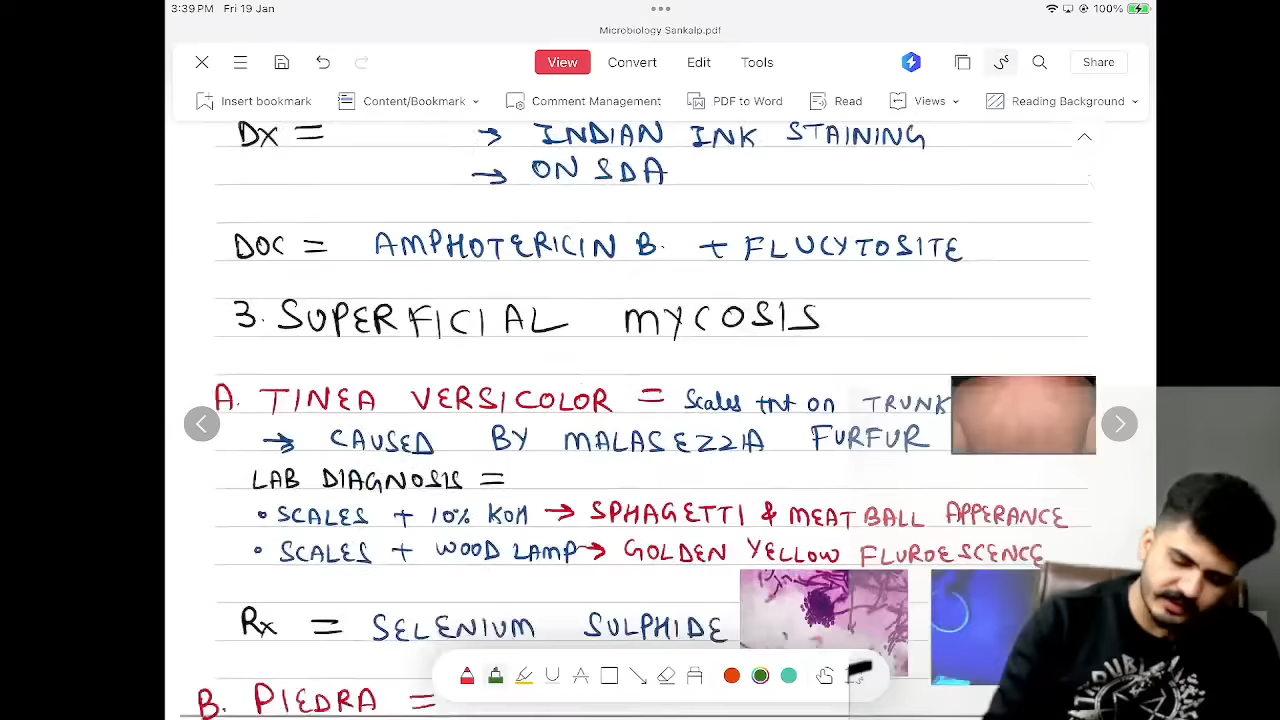 3:39 PM Fri 19 Jan
100%
Microbiology Sankalp.pdf
View Convert Edit Tools Share
Insert bookmark Content/Bookmark Comment Management PDF to Word Read Views Reading Background
DX = → INDIAN INK STAINING
→ ON SDA
DOC = AMPHOTERICIN B. + FLUCYTOSITE
3. SUPERFICIAL MYCOSIS
A. TINEA VERSICOLOR = Scales tnt on TRUNK
→ CAUSED BY MALASEZZIA FURFUR
LAB DIAGNOSIS =
• SCALES + 10% KOH → SPHAGETTI & MEAT BALL APPERANCE
• SCALES + WOOD LAMP → GOLDEN YELLOW FLUROESCENCE
Rx = SELENIUM SULPHIDE
B. PIEDRA =